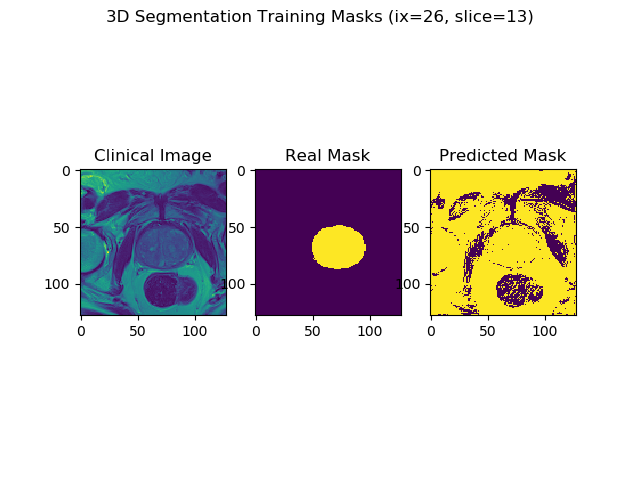 3D Segmentation Training Masks (ix=26, slice=13)
Clinical Image Real Mask Predicted Mask
0 0 0
50 50 50
100 100 100
0 50 100 0 50 100 0 50 100